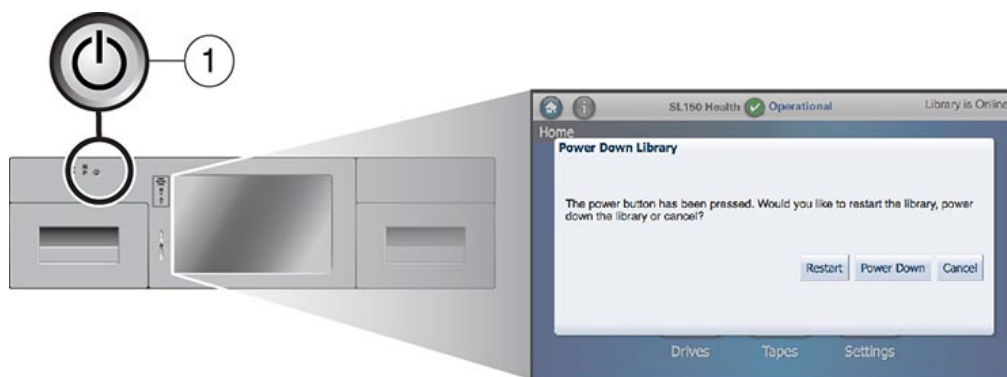 1
SL150 Health Operational
Library is Online
Home
Power Down Library
The power button has been pressed. Would you like to restart the library, power
down the library or cancel?
Restart Power Down Cancel
Drives Tapes Settings